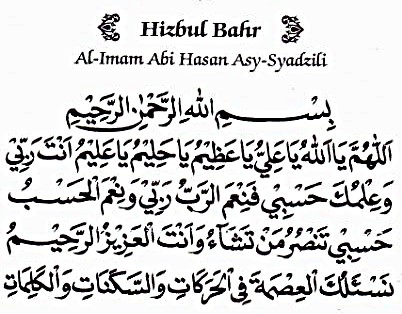 Hizbul Bahr
Al-Imam Abi Hasan Asy-Syadzili
بِسْمِ اللهِ الرَّحْمٰنِ الرَّحِيْمِ
اَللّٰهُمَّ يَا اَللهُ يَا عَلِيُّ يَا عَظِيْمُ يَا حَلِيْمُ يَا عَلِيْمُ اَنْتَ رَبِّيْ
وَعِلْمُكَ حَسْبِيْ فَنِعْمَ الرَّبُّ رَبِّيْ وَنِعْمَ الْحَسْبُ
حَسْبِيْ تَنْصُرُ مَنْ تَشَآءُ وَاَنْتَ الْعَزِيْزُ الرَّحِيْمُ
نَسْئَلُكَ الْعِصْمَةَ فِى الْحَرَكَاتِ وَالسَّكَنَاتِ وَالْكَلِمَاتِ